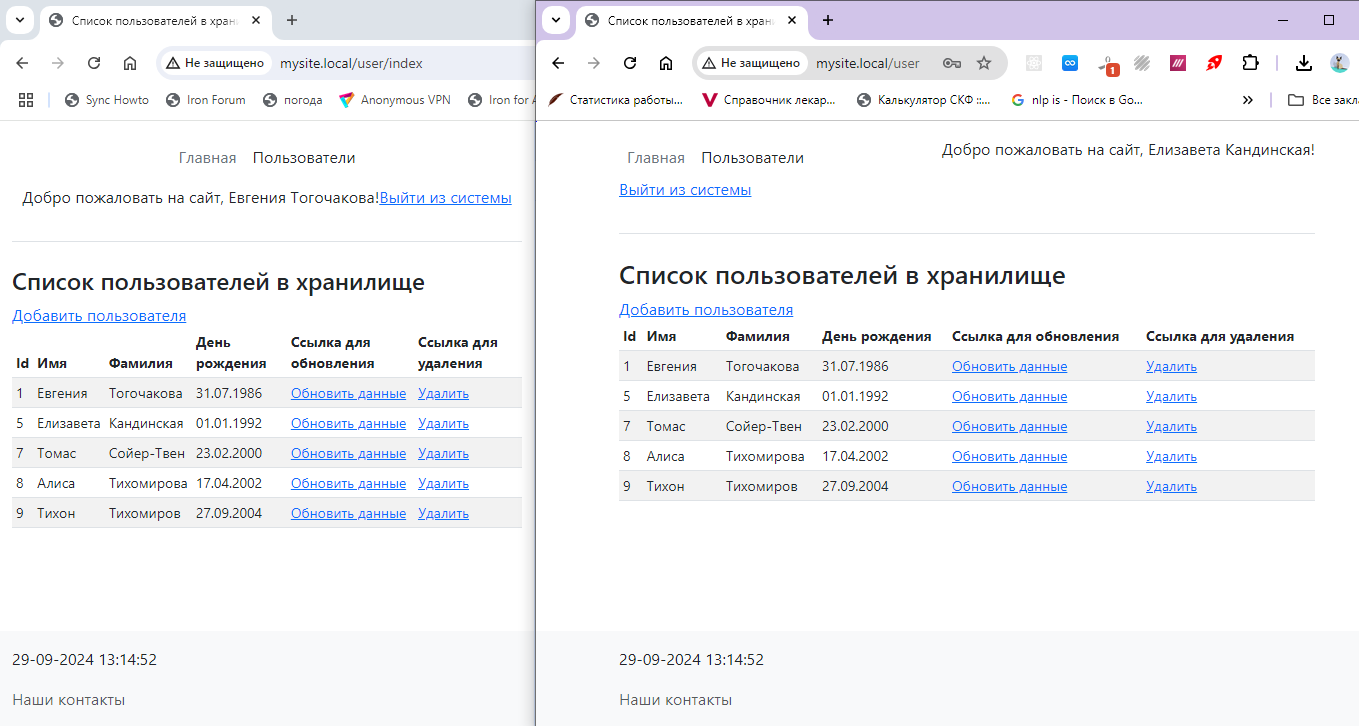 Список пользователей в хран
Не защищено mysite.local/user/index
Sync Howto Iron Forum погода Anonymous VPN Iron for
Главная Пользователи
Добро пожаловать на сайт, Евгения Тогочакова!Выйти из системы
Список пользователей в хранилище
Добавить пользователя
Id Имя Фамилия День рождения Ссылка для обновления Ссылка для удаления
1 Евгения Тогочакова 31.07.1986 Обновить данные Удалить
5 Елизавета Кандинская 01.01.1992 Обновить данные Удалить
7 Томас Сойер-Твен 23.02.2000 Обновить данные Удалить
8 Алиса Тихомирова 17.04.2002 Обновить данные Удалить
9 Тихон Тихомиров 27.09.2004 Обновить данные Удалить
29-09-2024 13:14:52
Наши контакты
Список пользователей в хран
Не защищено mysite.local/user
1
Статистика работы... Справочник лекар... Калькулятор СКФ ::... nlp is - Поиск в Go... Все закл
Главная Пользователи
Добро пожаловать на сайт, Елизавета Кандинская!
Выйти из системы
Список пользователей в хранилище
Добавить пользователя
Id Имя Фамилия День рождения Ссылка для обновления Ссылка для удаления
1 Евгения Тогочакова 31.07.1986 Обновить данные Удалить
5 Елизавета Кандинская 01.01.1992 Обновить данные Удалить
7 Томас Сойер-Твен 23.02.2000 Обновить данные Удалить
8 Алиса Тихомирова 17.04.2002 Обновить данные Удалить
9 Тихон Тихомиров 27.09.2004 Обновить данные Удалить
29-09-2024 13:14:52
Наши контакты